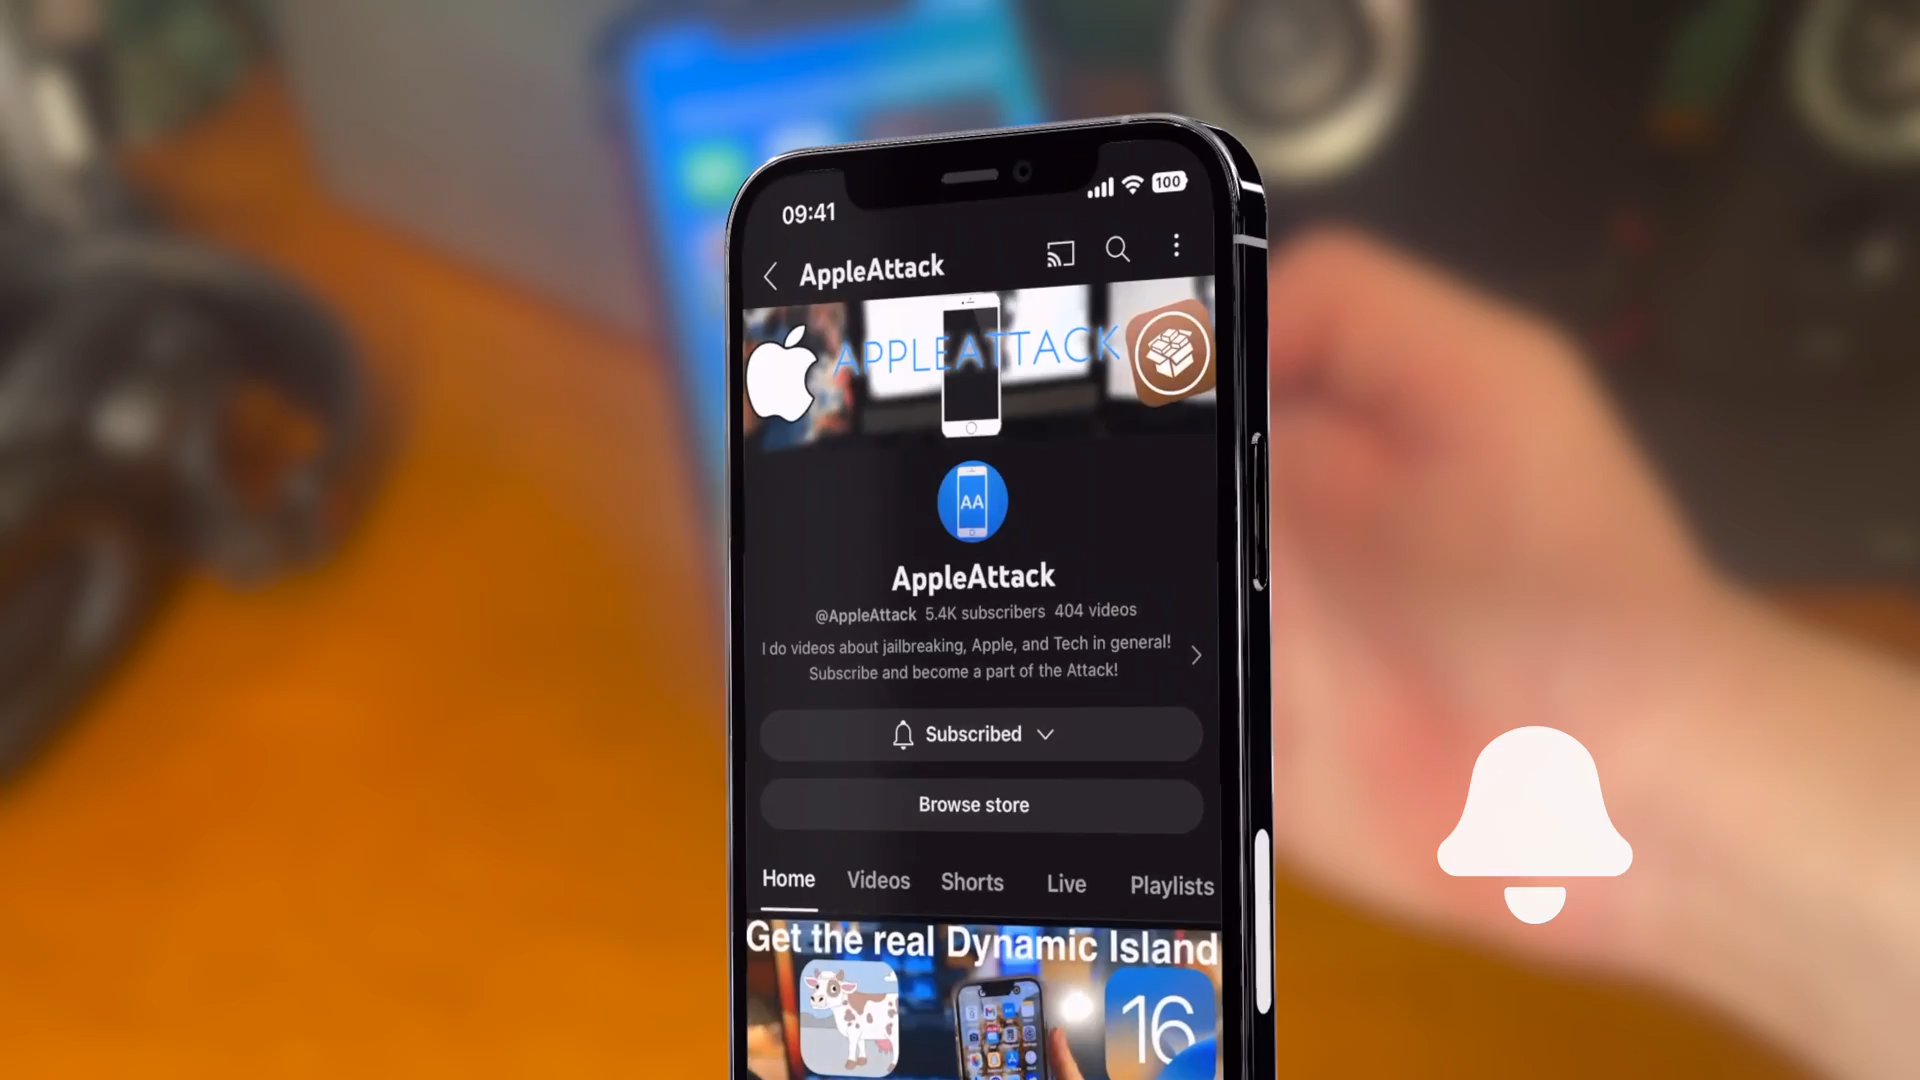 09:41
100
AppleAttack
APPLEATTACK
AA
AppleAttack
@AppleAttack 5.4K subscribers 404 videos
I do videos about jailbreaking, Apple, and Tech in general!
Subscribe and become a part of the Attack!
Subscribed
Browse store
Home Videos Shorts Live Playlists
Get the real Dynamic Island
16